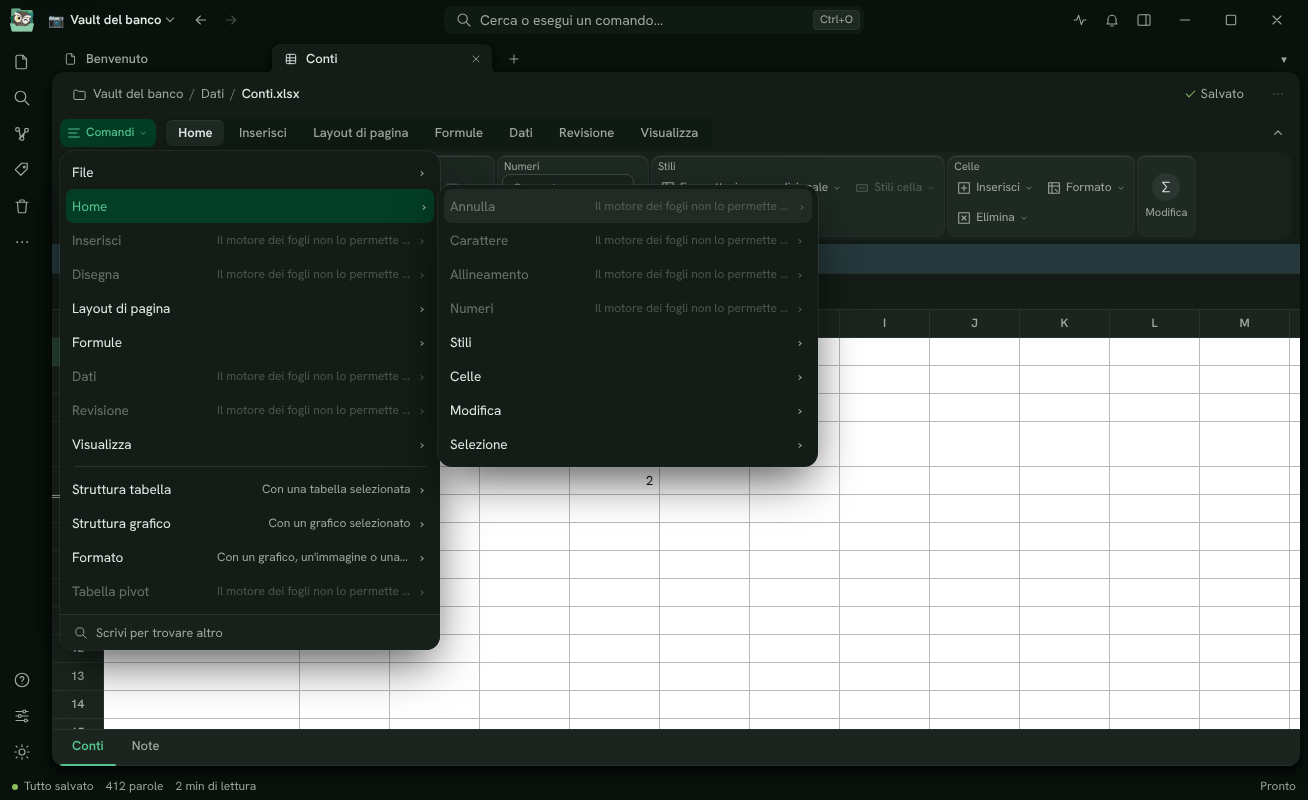 Vault del banco
Cerca o esegui un comando...
Ctrl+O
Benvenuto
Conti
Vault del banco / Dati / Conti.xlsx
Salvato
Comandi
Home
Inserisci
Layout di pagina
Formule
Dati
Revisione
Visualizza
File
Home
Inserisci Il motore dei fogli non lo permette ...
Disegna Il motore dei fogli non lo permette ...
Layout di pagina
Formule
Dati Il motore dei fogli non lo permette ...
Revisione Il motore dei fogli non lo permette ...
Visualizza
Struttura tabella Con una tabella selezionata
Struttura grafico Con un grafico selezionato
Formato Con un grafico, un'immagine o una...
Tabella pivot Il motore dei fogli non lo permette ...
Scrivi per trovare altro
Numeri
Stili
Stili cella
Celle
Inserisci
Formato
Elimina
Σ
Modifica
Annulla Il motore dei fogli non lo permette ...
Carattere Il motore dei fogli non lo permette ...
Allineamento Il motore dei fogli non lo permette ...
Numeri Il motore dei fogli non lo permette ...
Stili
Celle
Modifica
Selezione
I J K L M
2
13
14
Conti
Note
Tutto salvato
412 parole
2 min di lettura
Pronto